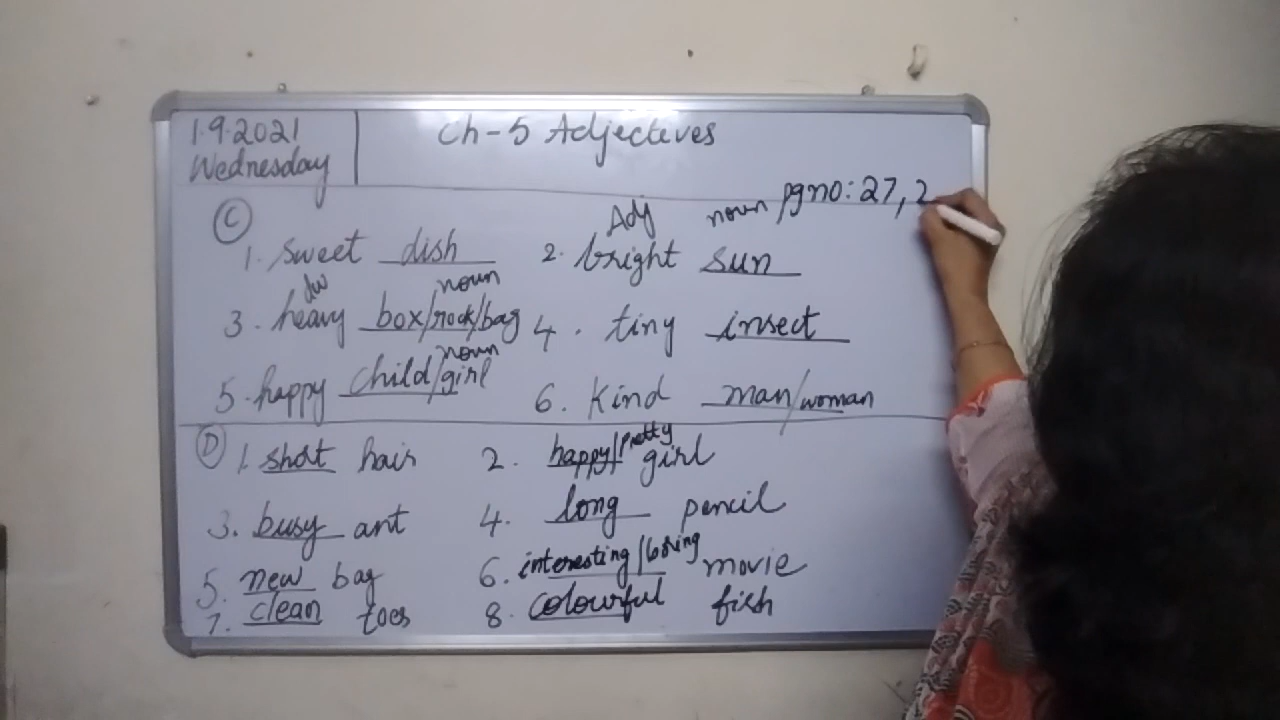 1.9.2021
Wednesday
Ch-5 Adjectives
pg no: 27, 2
C
Adj noun
1. sweet dish 2. bright sun
noun
3. heavy box/rock/bag 4. tiny insect
noun
5. happy child/girl 6. Kind man/woman
D
1. short hair 2. happy/pretty girl
3. busy ant 4. long pencil
5. new bag 6. interesting/boring movie
7. clean toes 8. colourful fish